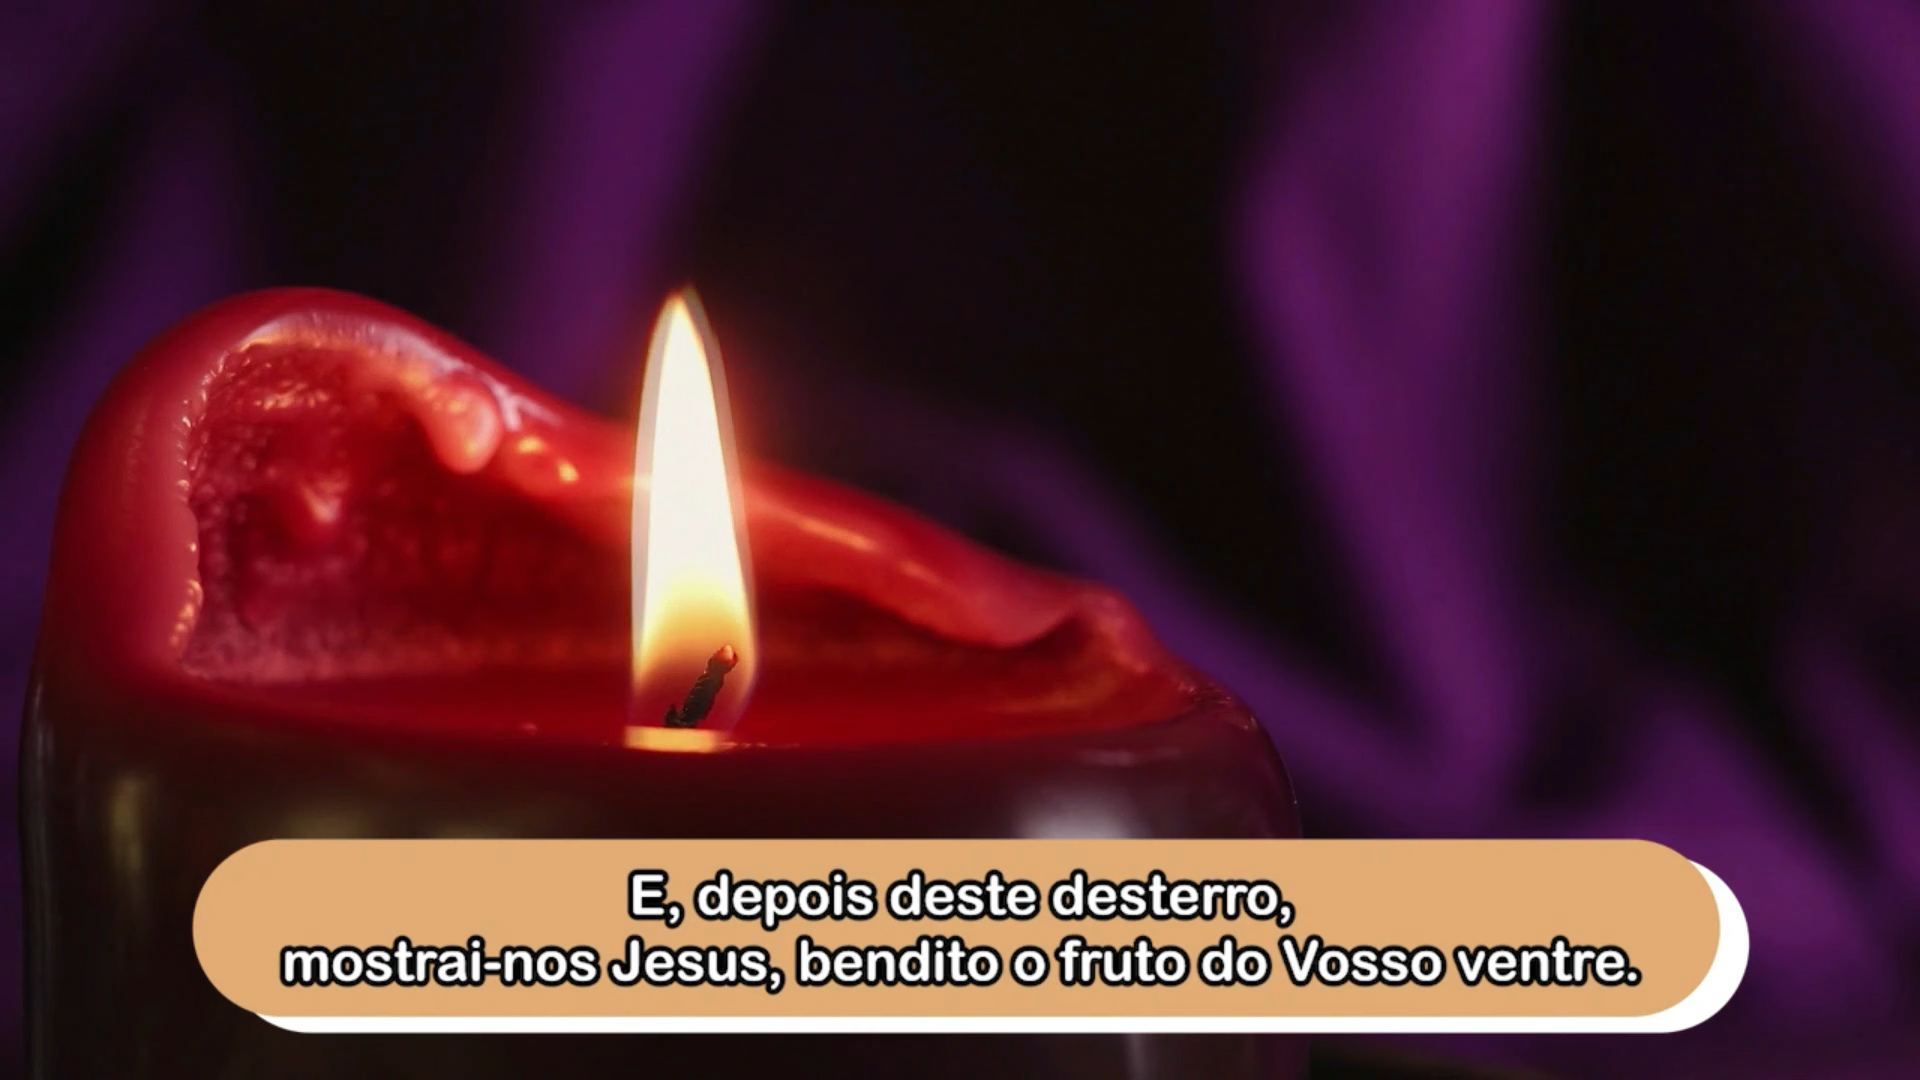 E, depois deste desterro,
mostrai-nos Jesus, bendito o fruto do Vosso ventre.